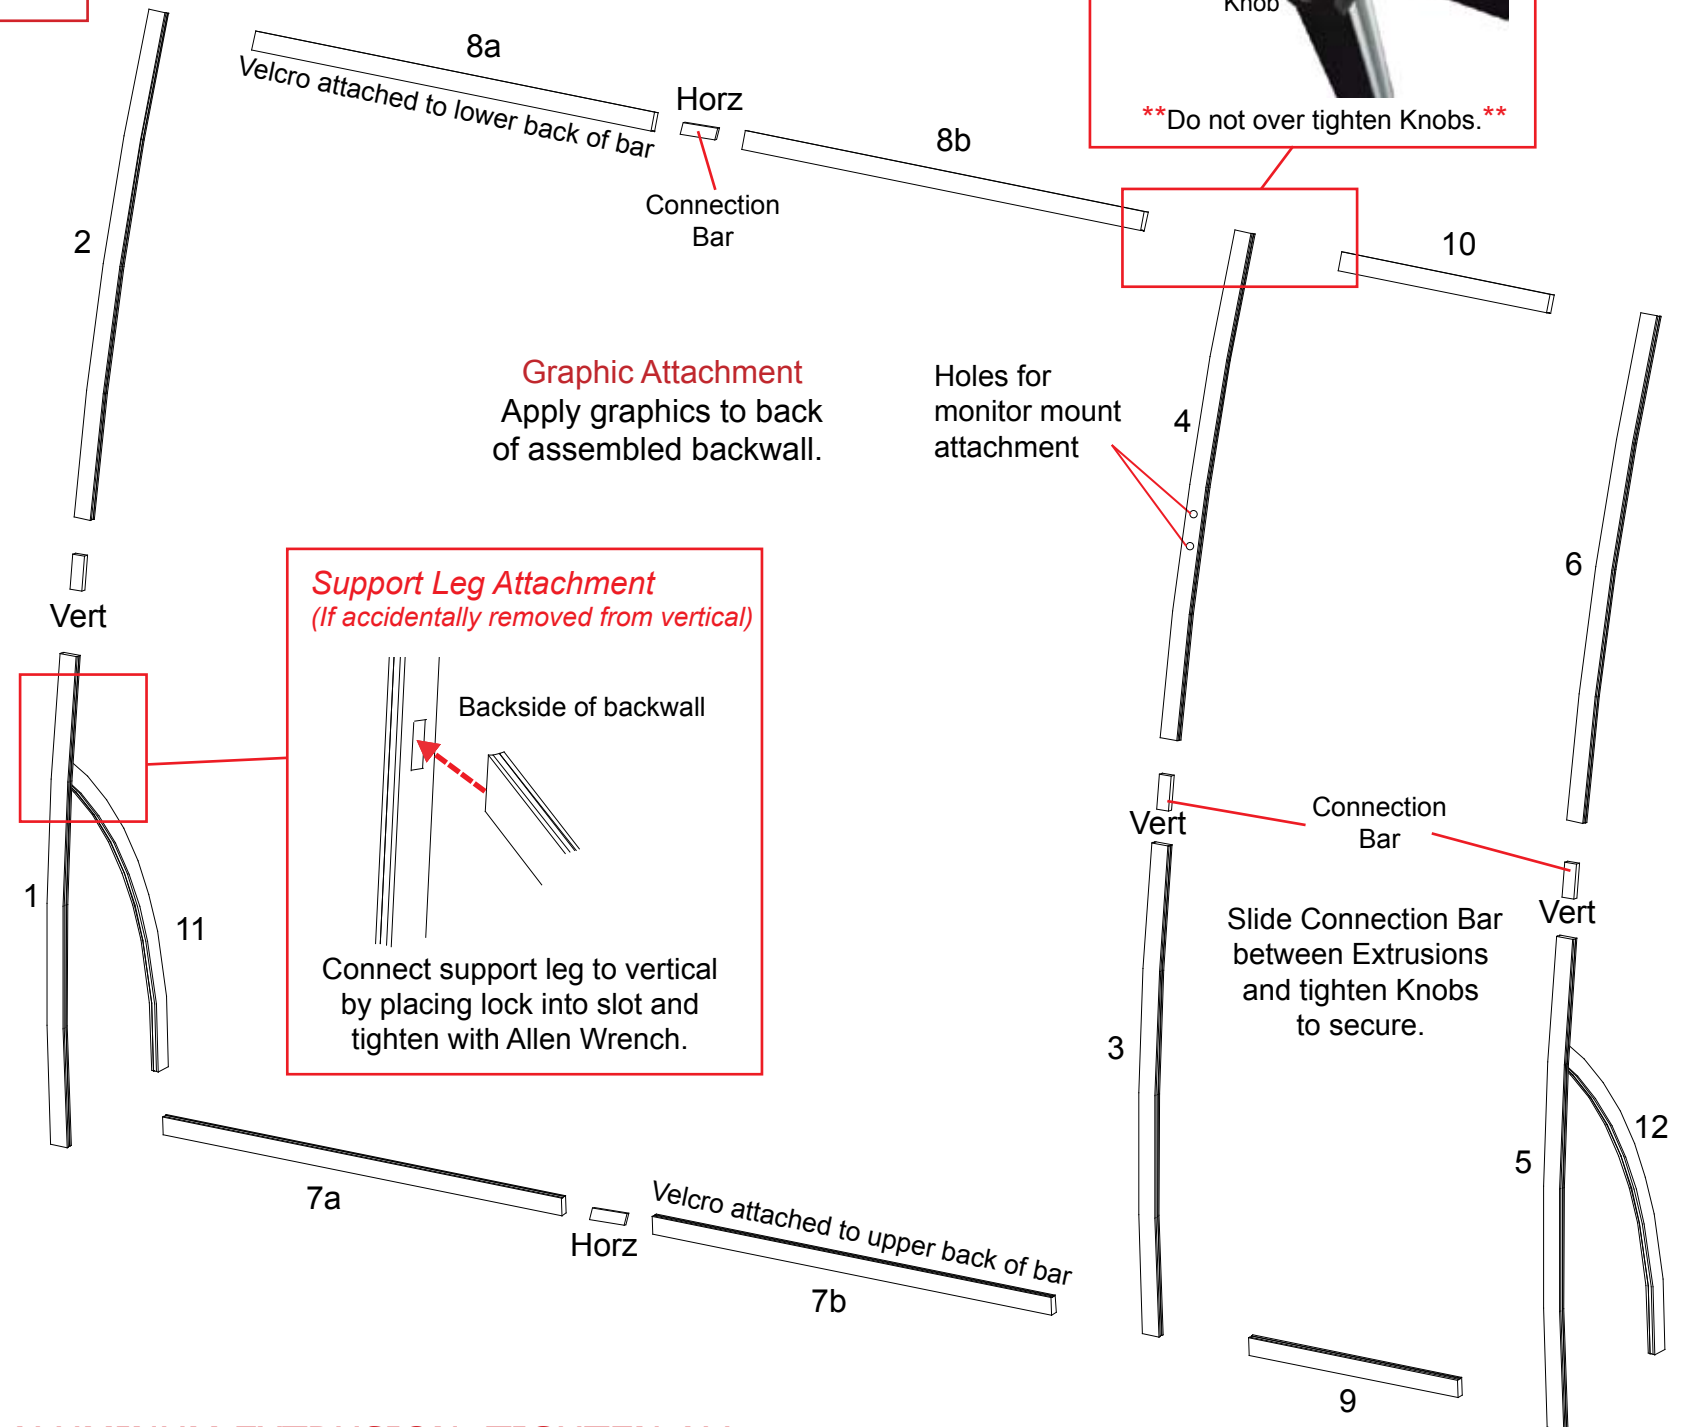 Knob
**Do not over tighten Knobs.**
8a
Velcro attached to lower back of bar
Horz
8b
Connection
Bar
2
10
Graphic Attachment
Apply graphics to back
of assembled backwall.
Holes for
monitor mount
attachment
4
6
Vert
Support Leg Attachment
(If accidentally removed from vertical)
Backside of backwall
Connect support leg to vertical
by placing lock into slot and
tighten with Allen Wrench.
1
11
Vert
Connection
Bar
Vert
Slide Connection Bar
between Extrusions
and tighten Knobs
to secure.
3
12
5
7a
Horz
Velcro attached to upper back of bar
7b
9